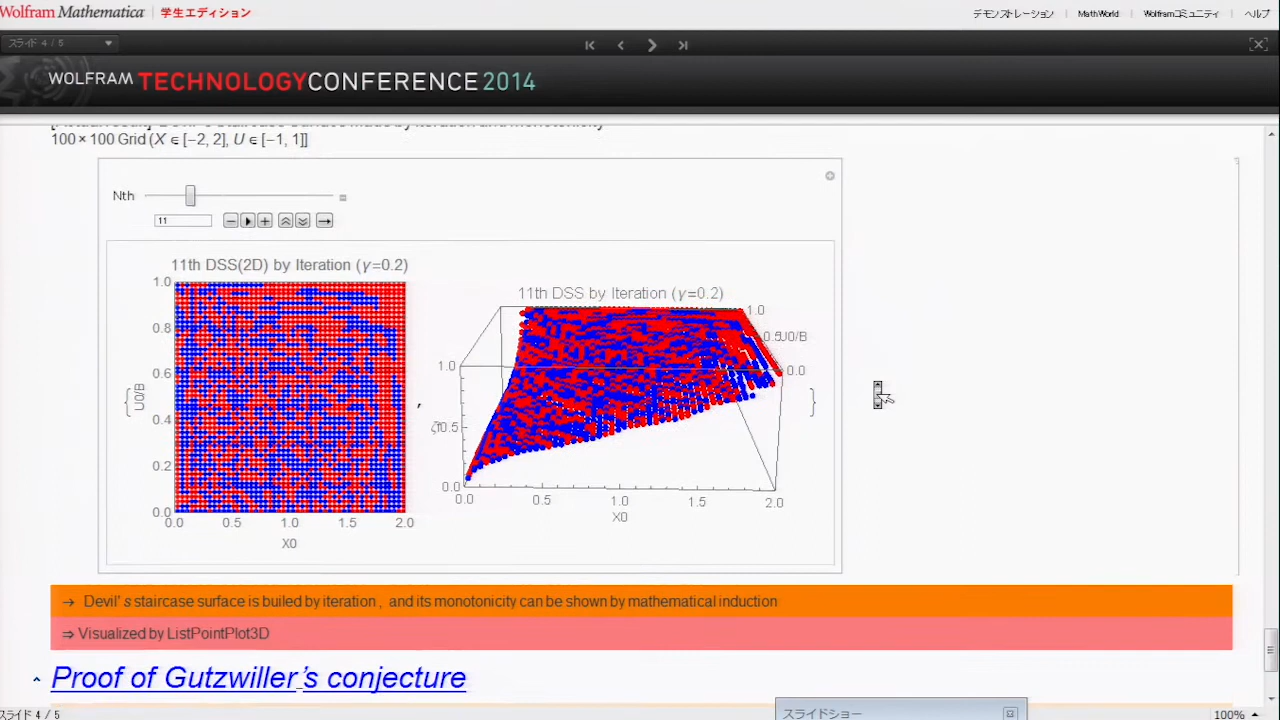 Wolfram Mathematica | 学生エディション
デモンストレーション | MathWorld | Wolframコミュニティ | ヘルプ
スライド 4 / 5
WOLFRAM TECHNOLOGYCONFERENCE 2014
100 × 100 Grid (X ∈ [−2, 2], U ∈ [−1, 1]]
Nth
11
11th DSS(2D) by Iteration (γ=0.2)
1.0
0.8
0.6
0.4
0.2
0.0
U0/B
0.0 0.5 1.0 1.5 2.0
X0
,
11th DSS by Iteration (γ=0.2)
1.0
0.5 U0/B
0.0
1.0
0.5
0.0
0.0 0.5 1.0 1.5 2.0
X0
→ Devil's staircase surface is builed by iteration, and its monotonicity can be shown by mathematical induction
⇒ Visualized by ListPointPlot3D
Proof of Gutzwiller_'s conjecture
スライドショー
スライド 4 / 5
100%